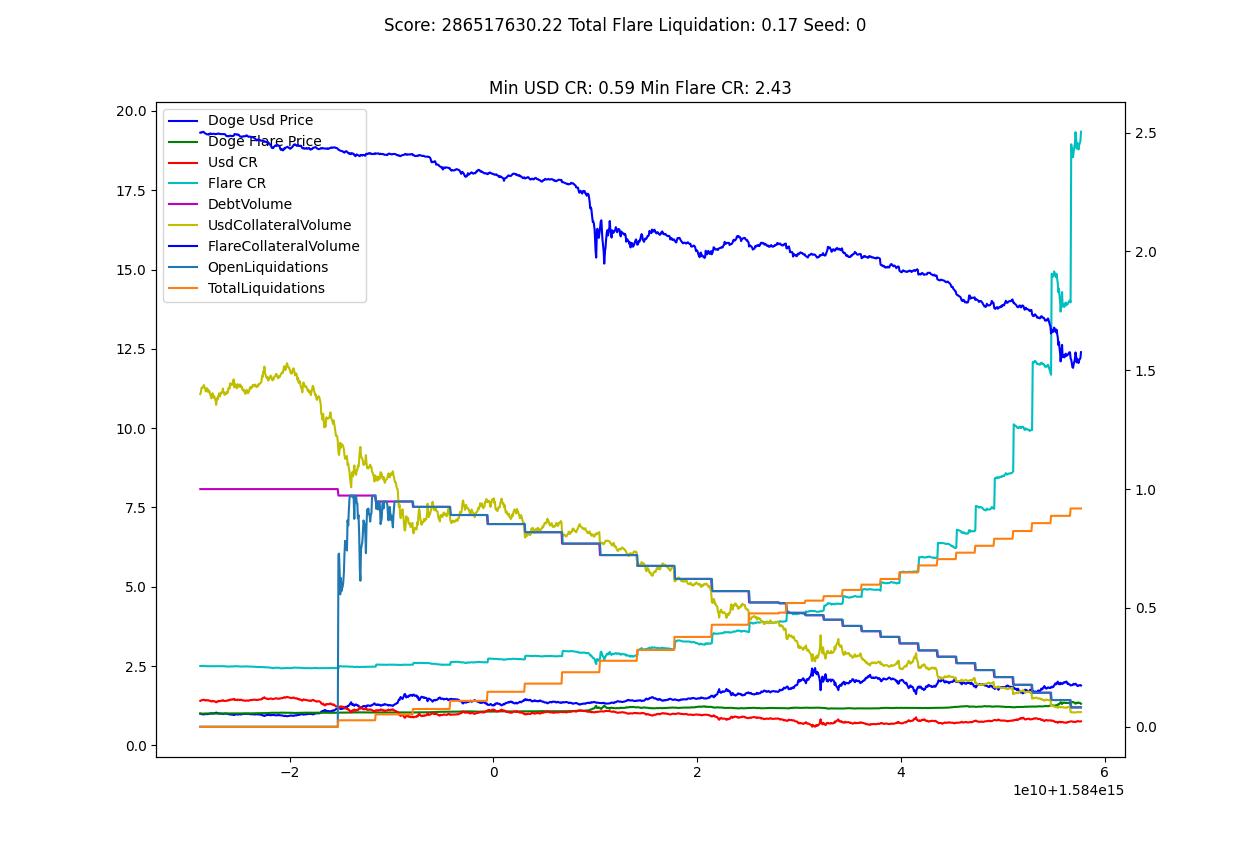 Score: 286517630.22 Total Flare Liquidation: 0.17 Seed: 0
Min USD CR: 0.59 Min Flare CR: 2.43
Doge Usd Price
Doge Flare Price
Usd CR
Flare CR
DebtVolume
UsdCollateralVolume
FlareCollateralVolume
OpenLiquidations
TotalLiquidations
20.0
17.5
15.0
12.5
10.0
7.5
5.0
2.5
0.0
2.5
2.0
1.5
1.0
0.5
0.0
−2 0 2 4 6
1e10+1.584e15